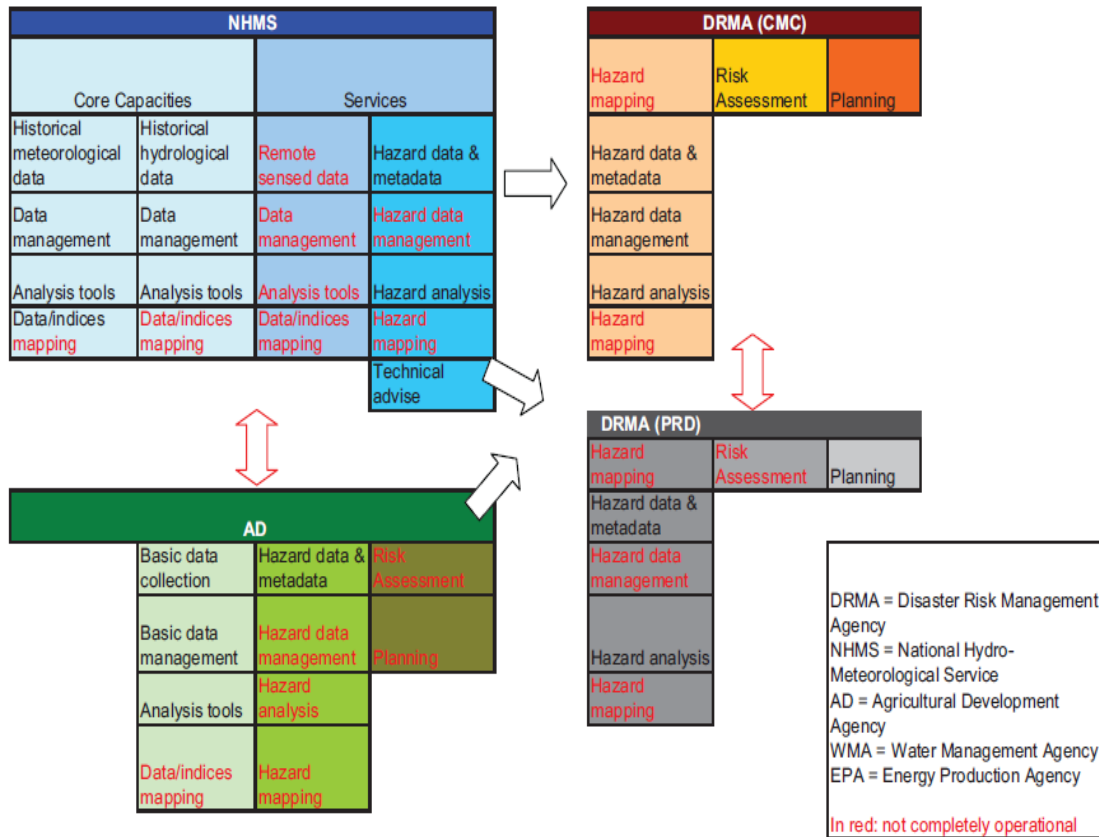 NHMS
Core Capacities
Services
Historical
meteorological
data
Historical
hydrological
data
Remote
sensed data
Hazard data &
metadata
Data
management
Data
management
Data
management
Hazard data
management
Analysis tools
Analysis tools
Analysis tools
Hazard analysis
Data/indices
mapping
Data/indices
mapping
Data/indices
mapping
Hazard
mapping
Technical
advise
DRMA (CMC)
Hazard
mapping
Risk
Assessment
Planning
Hazard data &
metadata
Hazard data
management
Hazard analysis
Hazard
mapping
DRMA (PRD)
Hazard
mapping
Risk
Assessment
Planning
Hazard data &
metadata
Hazard data
management
Hazard analysis
Hazard
mapping
AD
Basic data
collection
Hazard data &
metadata
Risk
Assessment
Basic data
management
Hazard data
management
Planning
Analysis tools
Hazard
analysis
Data/indices
mapping
Hazard
mapping
DRMA = Disaster Risk Management
Agency
NHMS = National Hydro-
Meteorological Service
AD = Agricultural Development
Agency
WMA = Water Management Agency
EPA = Energy Production Agency
In red: not completely operational